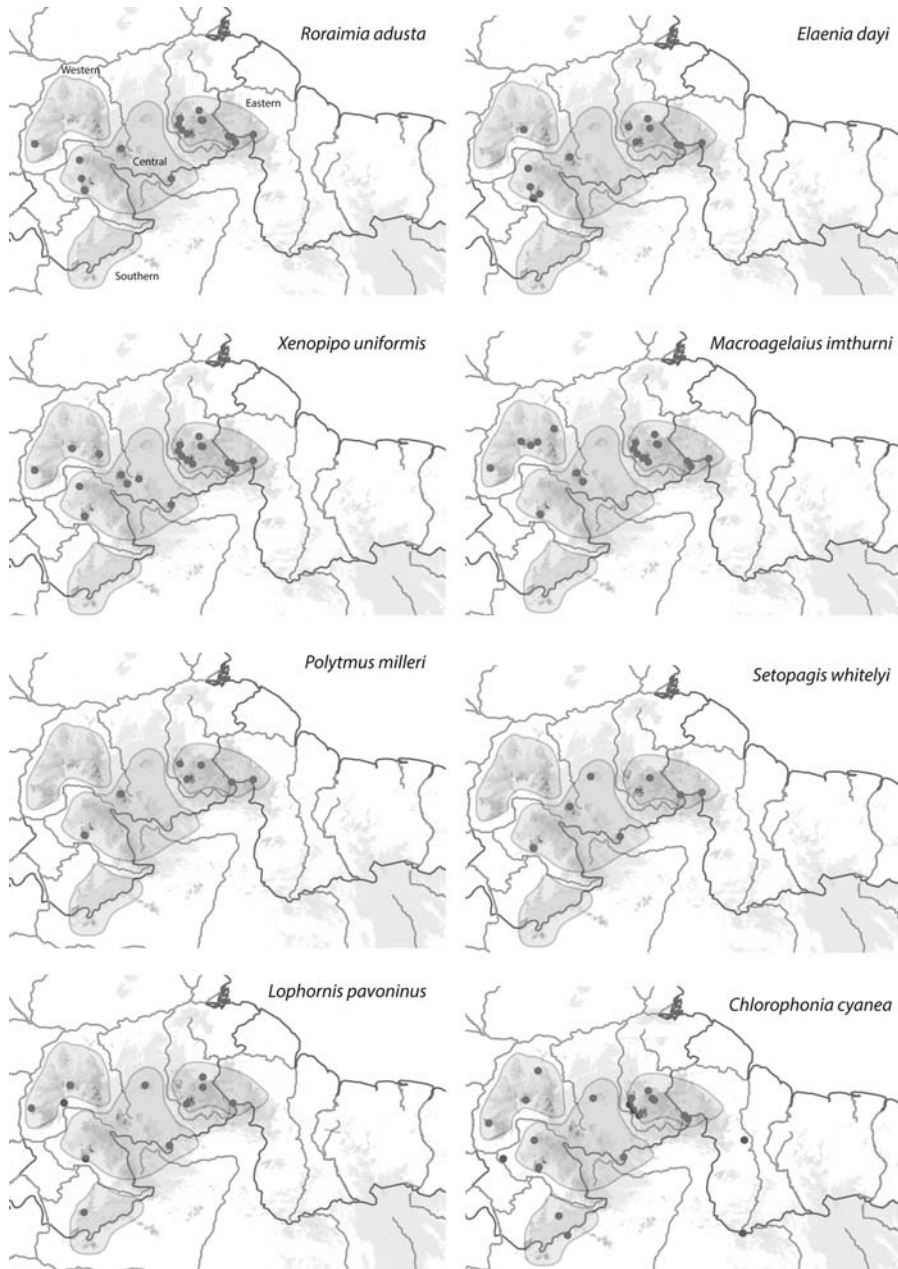 Roraimia adusta
Elaenia dayi
Western
Eastern
Central
Southern
Xenopipo uniformis
Macroagelaius imthurni
Polytmus milleri
Setopagis whitelyi
Lophornis pavoninus
Chlorophonia cyanea